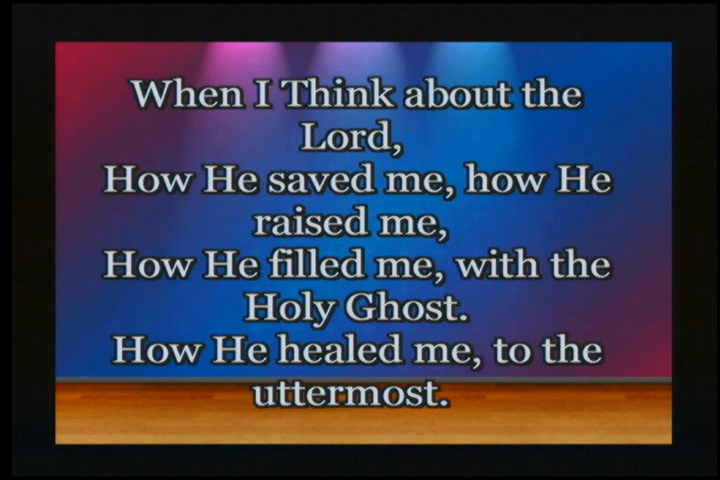 When I Think about the
Lord,
How He saved me, how He
raised me,
How He filled me, with the
Holy Ghost.
How He healed me, to the
uttermost.